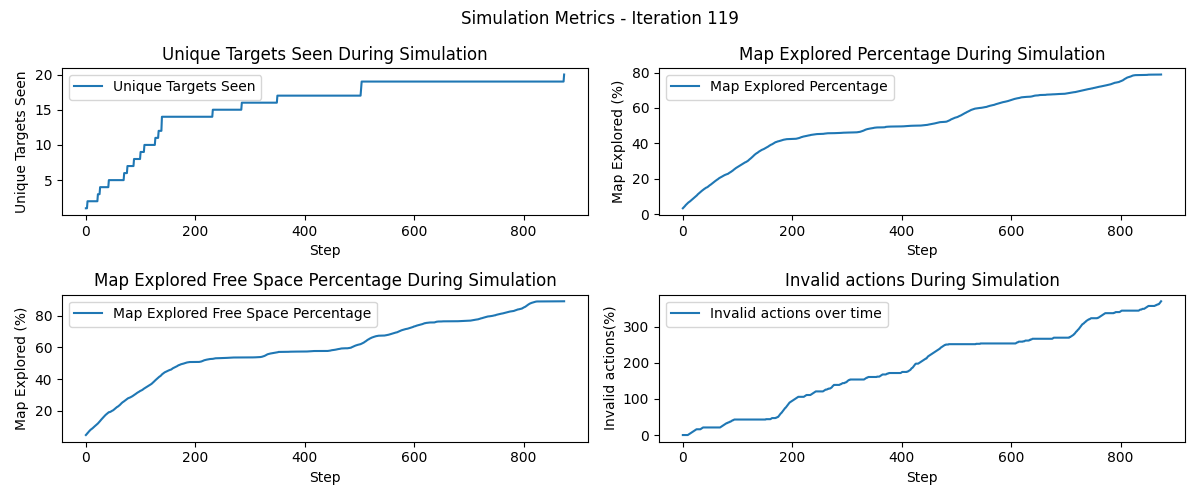 Simulation Metrics - Iteration 119
Unique Targets Seen During Simulation
Unique Targets Seen
20
15
10
5
Unique Targets Seen
0
200
400
600
800
Step
Map Explored Percentage During Simulation
Map Explored Percentage
80
60
40
20
0
Map Explored (%)
0
200
400
600
800
Step
Map Explored Free Space Percentage During Simulation
Map Explored Free Space Percentage
80
60
40
20
Map Explored (%)
0
200
400
600
800
Step
Invalid actions During Simulation
Invalid actions over time
300
200
100
0
Invalid actions(%)
0
200
400
600
800
Step